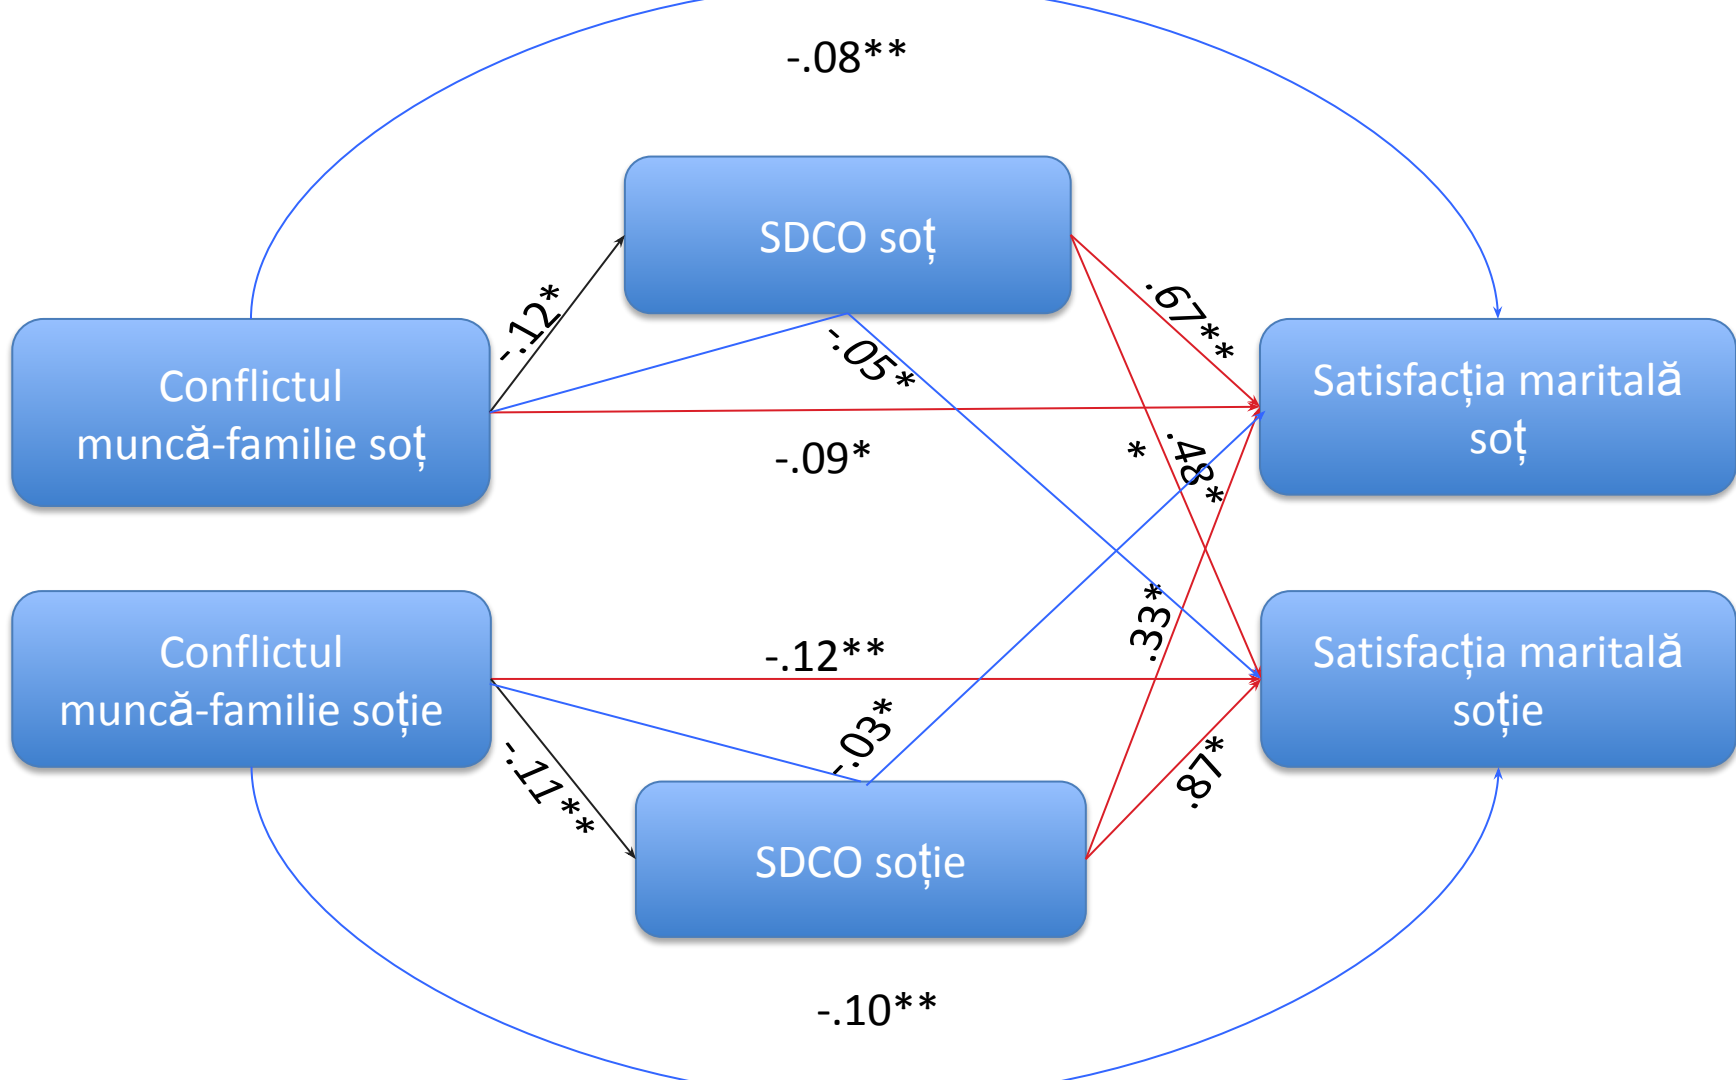 -.08**
SDCO soț
-.12*
.67**
-.05*
Conflictul
muncă-familie soț
Satisfacția maritală
soț
-.09*
.48*
*
Conflictul
muncă-familie soție
-.12**
.33*
Satisfacția maritală
soție
-.03*
-.11**
.87*
SDCO soție
-.10**